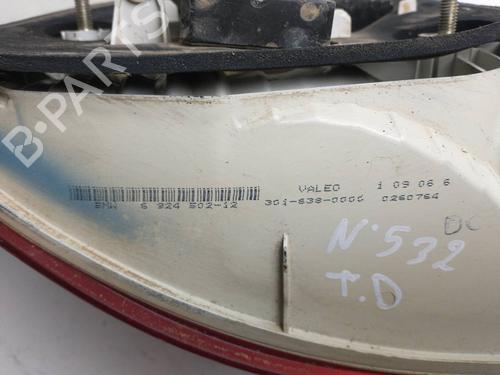 B-PARTS
VALEO 1 09 06 6
BMW 6 924 502-12 301-638-0000 0260764
DC
N°532
T.D